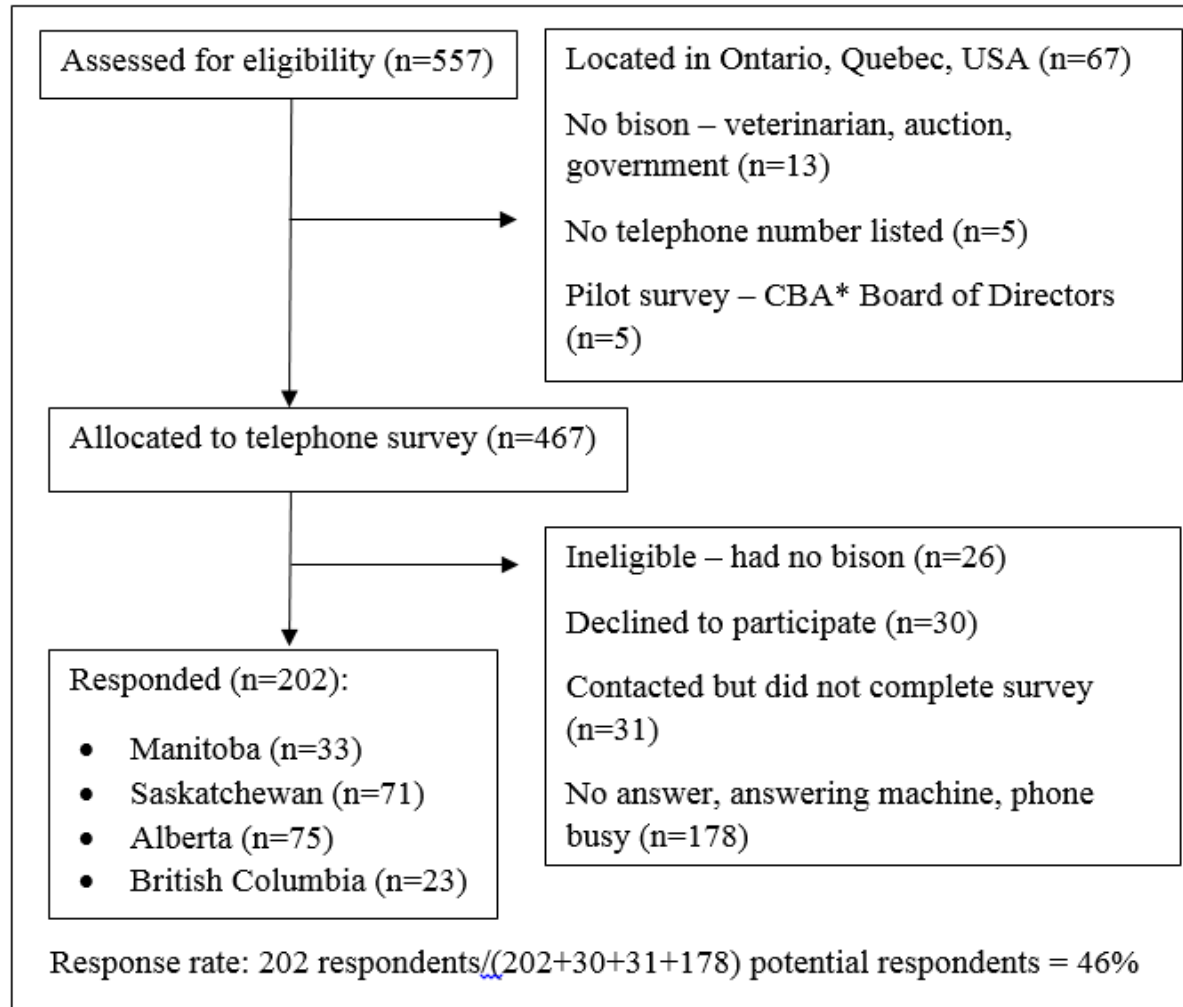 Assessed for eligibility (n=557)
Located in Ontario, Quebec, USA (n=67)
No bison – veterinarian, auction,
government (n=13)
No telephone number listed (n=5)
Pilot survey – CBA* Board of Directors
(n=5)
Allocated to telephone survey (n=467)
Ineligible – had no bison (n=26)
Declined to participate (n=30)
Contacted but did not complete survey
(n=31)
No answer, answering machine, phone
busy (n=178)
Responded (n=202):
• Manitoba (n=33)
• Saskatchewan (n=71)
• Alberta (n=75)
• British Columbia (n=23)
Response rate: 202 respondents/(202+30+31+178) potential respondents = 46%